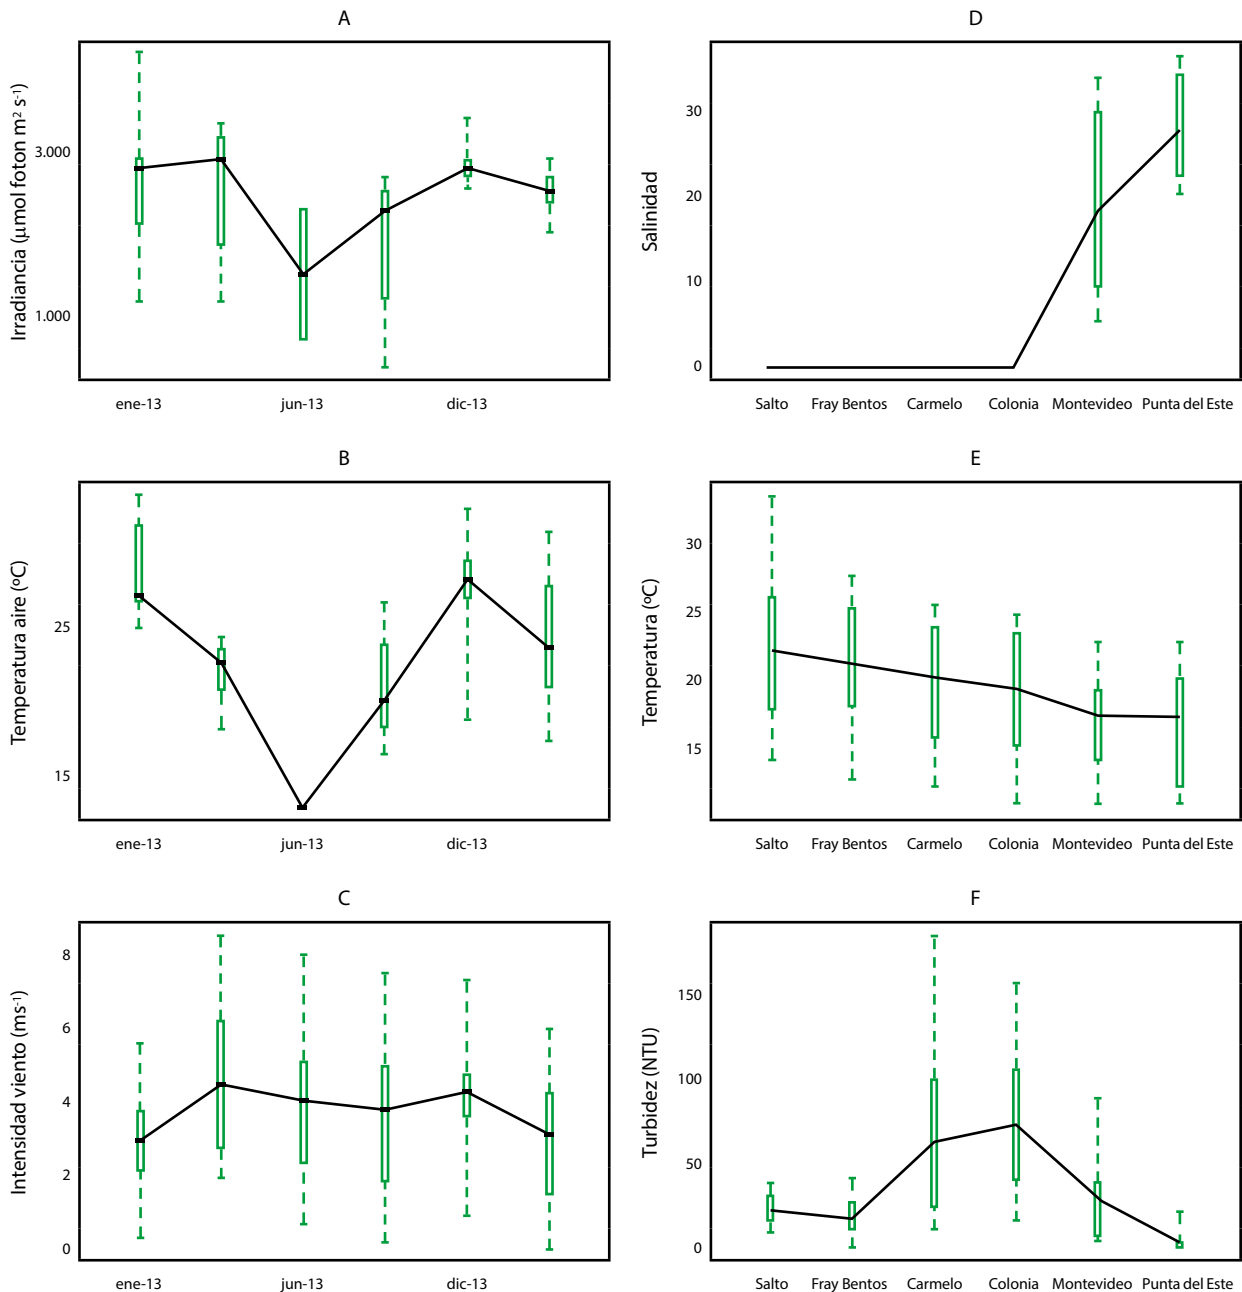 A
Irradiancia (µmol foton m² s⁻¹)
3.000
1.000
ene-13 jun-13 dic-13
D
Salinidad
30
20
10
0
Salto Fray Bentos Carmelo Colonia Montevideo Punta del Este
B
Temperatura aire (ºC)
25
15
ene-13 jun-13 dic-13
E
Temperatura (ºC)
30
25
20
15
Salto Fray Bentos Carmelo Colonia Montevideo Punta del Este
C
Intensidad viento (ms⁻¹)
8
6
4
2
0
ene-13 jun-13 dic-13
F
Turbidez (NTU)
150
100
50
0
Salto Fray Bentos Carmelo Colonia Montevideo Punta del Este